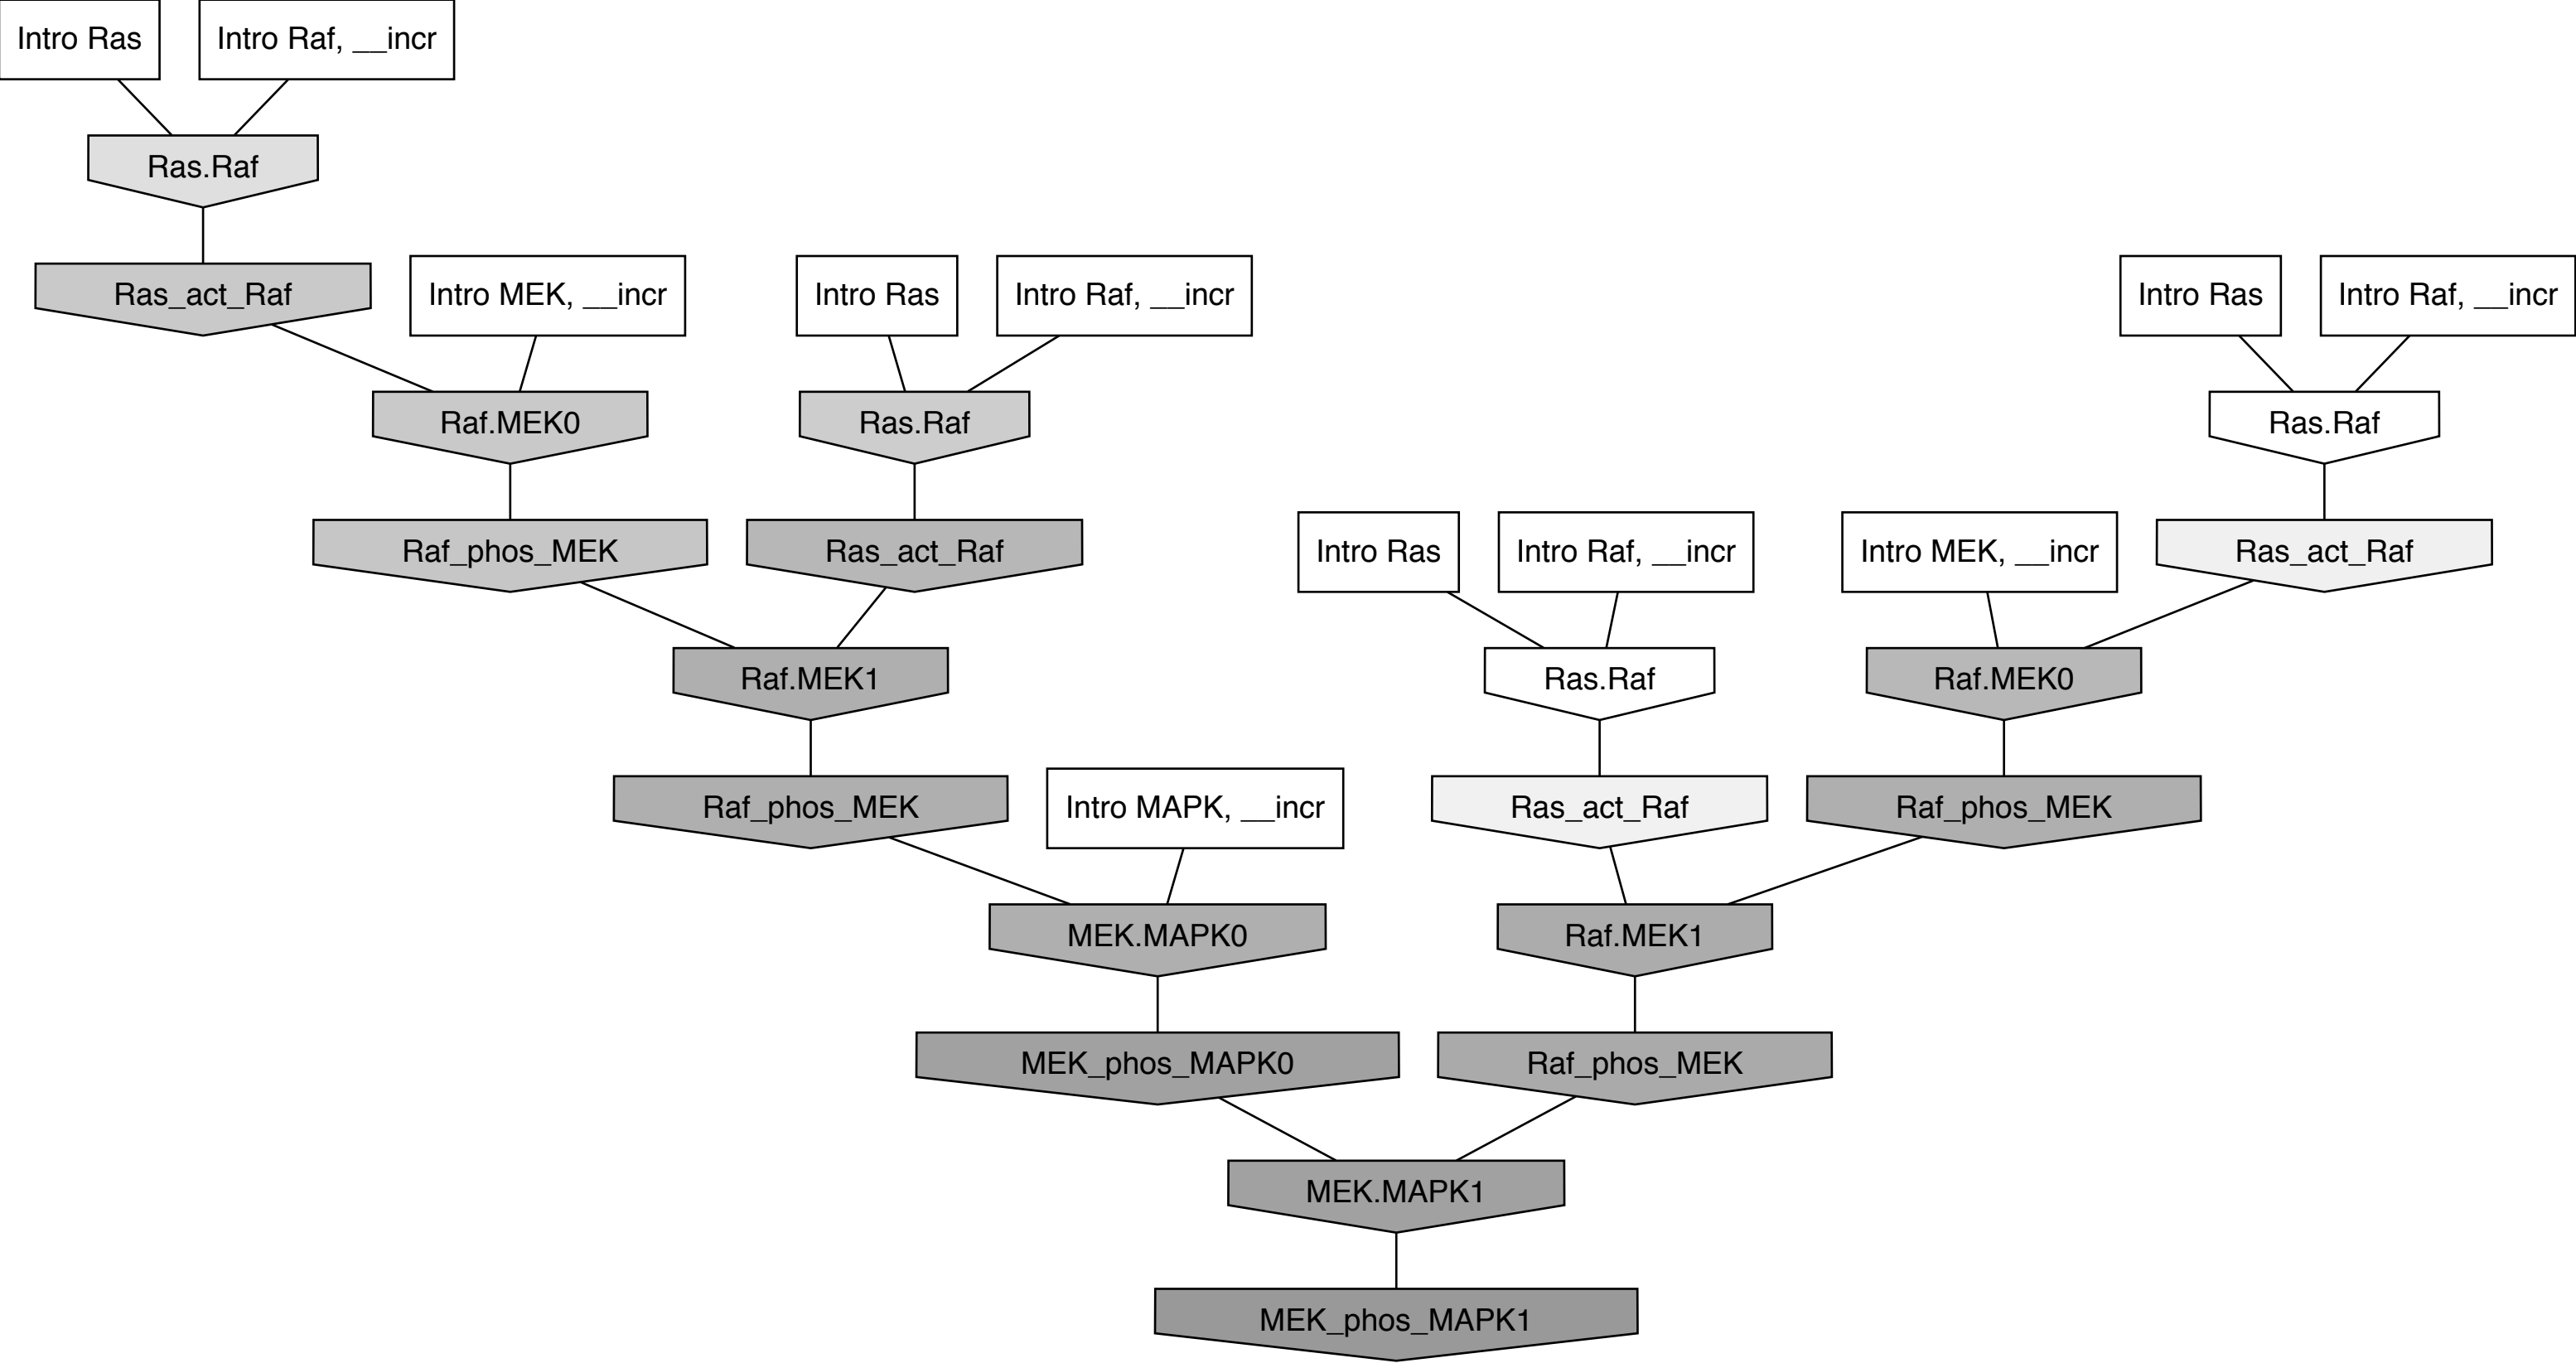 Intro Ras
Intro Raf, __incr
Ras.Raf
Ras_act_Raf
Intro MEK, __incr
Intro Ras
Intro Raf, __incr
Intro Ras
Intro Raf, __incr
Raf.MEK0
Ras.Raf
Ras.Raf
Raf_phos_MEK
Ras_act_Raf
Intro Ras
Intro Raf, __incr
Intro MEK, __incr
Ras_act_Raf
Raf.MEK1
Ras.Raf
Raf.MEK0
Raf_phos_MEK
Intro MAPK, __incr
Ras_act_Raf
Raf_phos_MEK
MEK.MAPK0
Raf.MEK1
MEK_phos_MAPK0
Raf_phos_MEK
MEK.MAPK1
MEK_phos_MAPK1